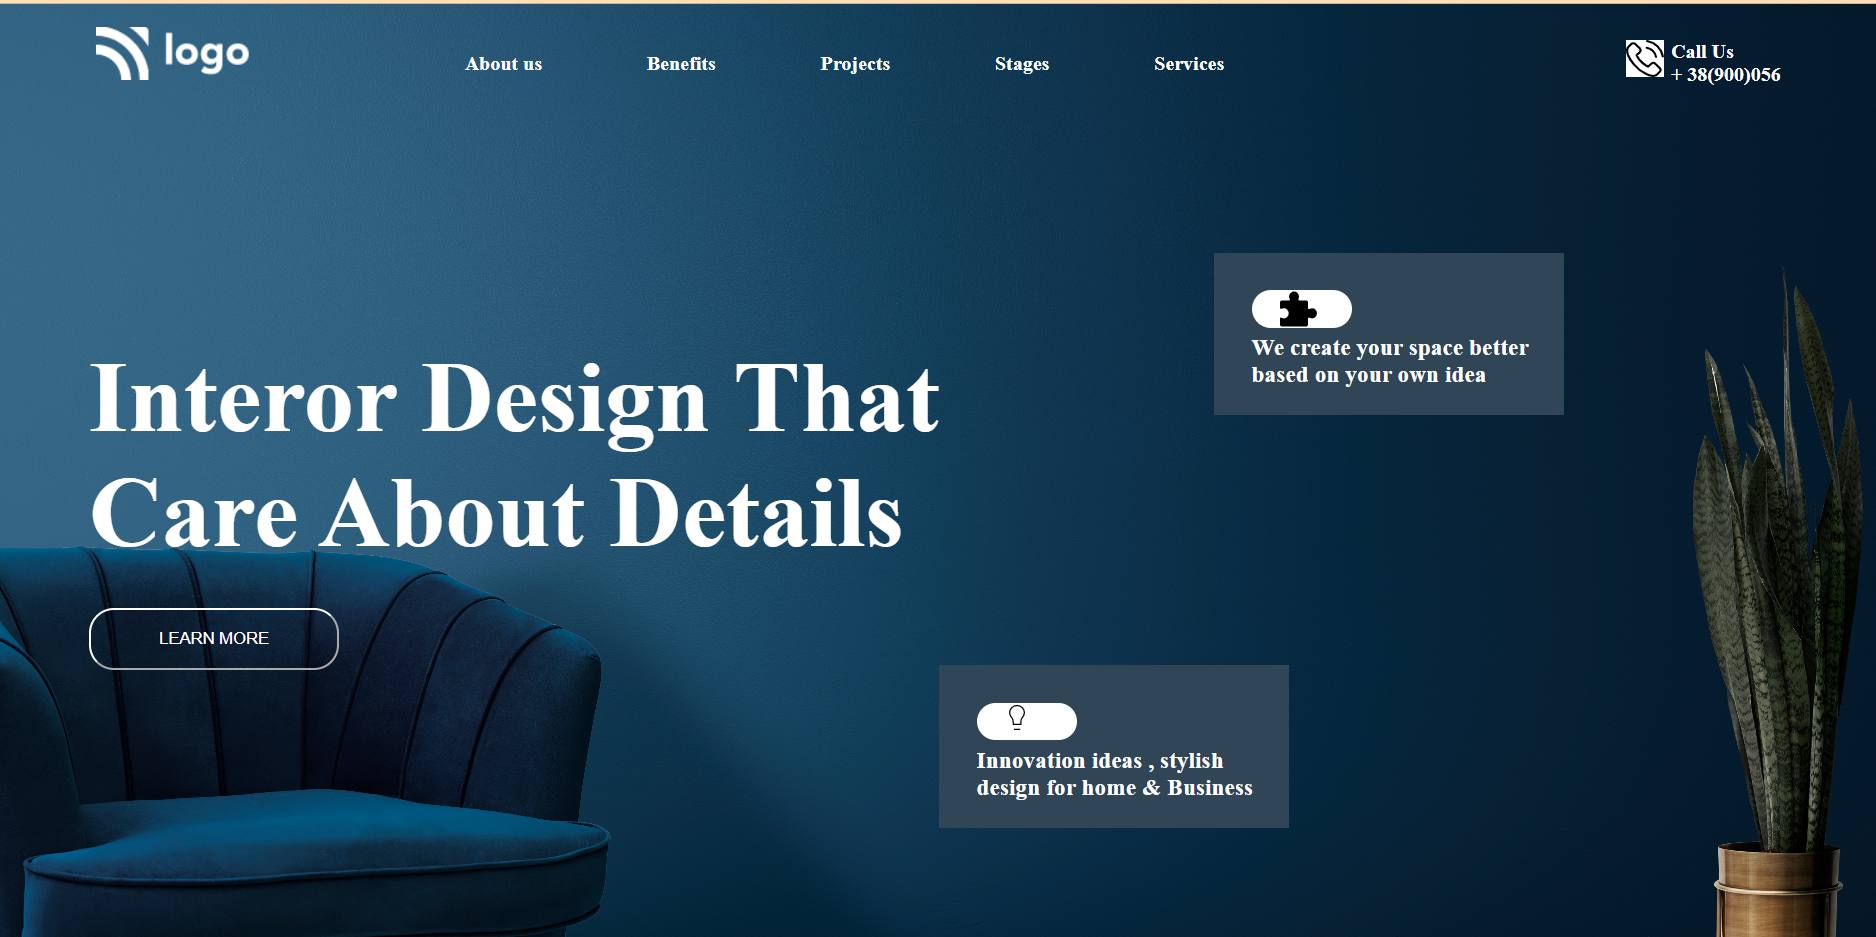 logo
About us
Benefits
Projects
Stages
Services
Call Us
+ 38(900)056
We create your space better
based on your own idea
Interor Design That
Care About Details
LEARN MORE
Innovation ideas , stylish
design for home & Business